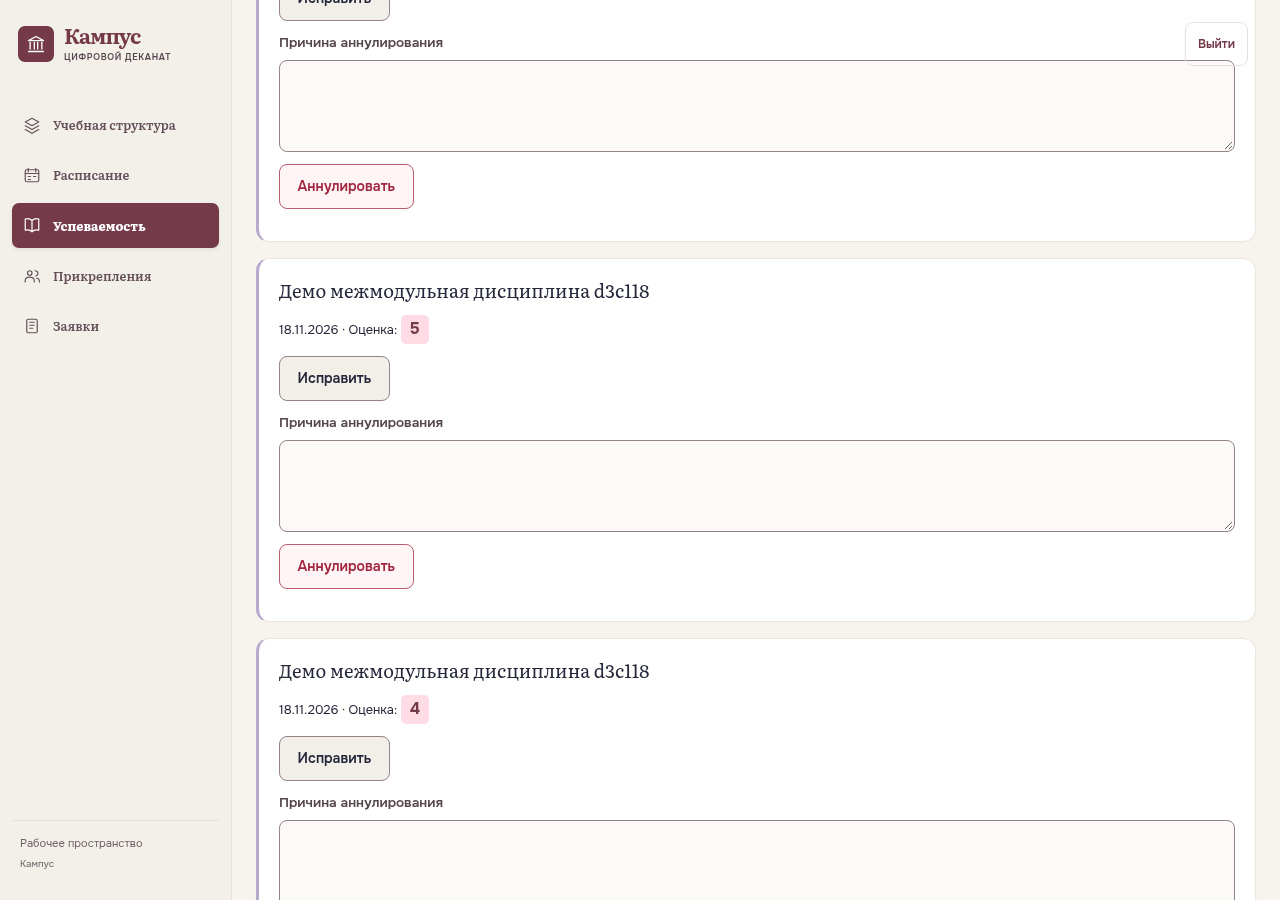 Кампус
ЦИФРОВОЙ ДЕКАНАТ
Учебная структура
Расписание
Успеваемость
Прикрепления
Заявки
Рабочее пространство
Кампус
Выйти
Исправить
Причина аннулирования
Аннулировать
Демо межмодульная дисциплина d3c118
18.11.2026 · Оценка: 5
Исправить
Причина аннулирования
Аннулировать
Демо межмодульная дисциплина d3c118
18.11.2026 · Оценка: 4
Исправить
Причина аннулирования